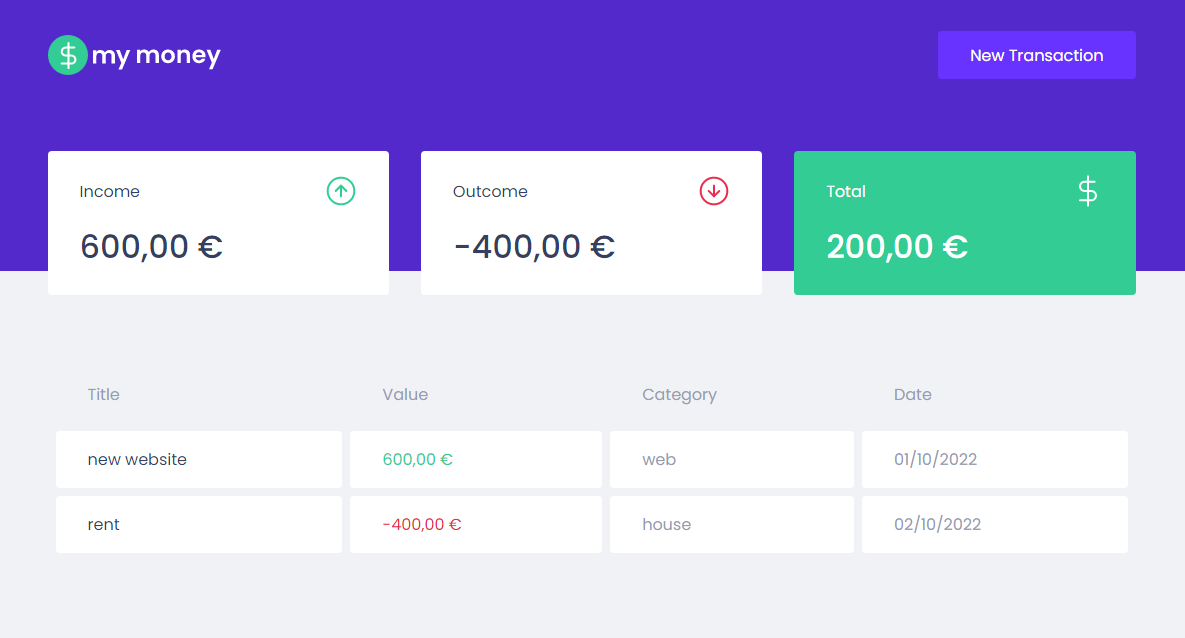 $ my money
New Transaction
Income
600,00 €
Outcome
-400,00 €
Total $
200,00 €
Title Value Category Date
new website 600,00 € web 01/10/2022
rent -400,00 € house 02/10/2022